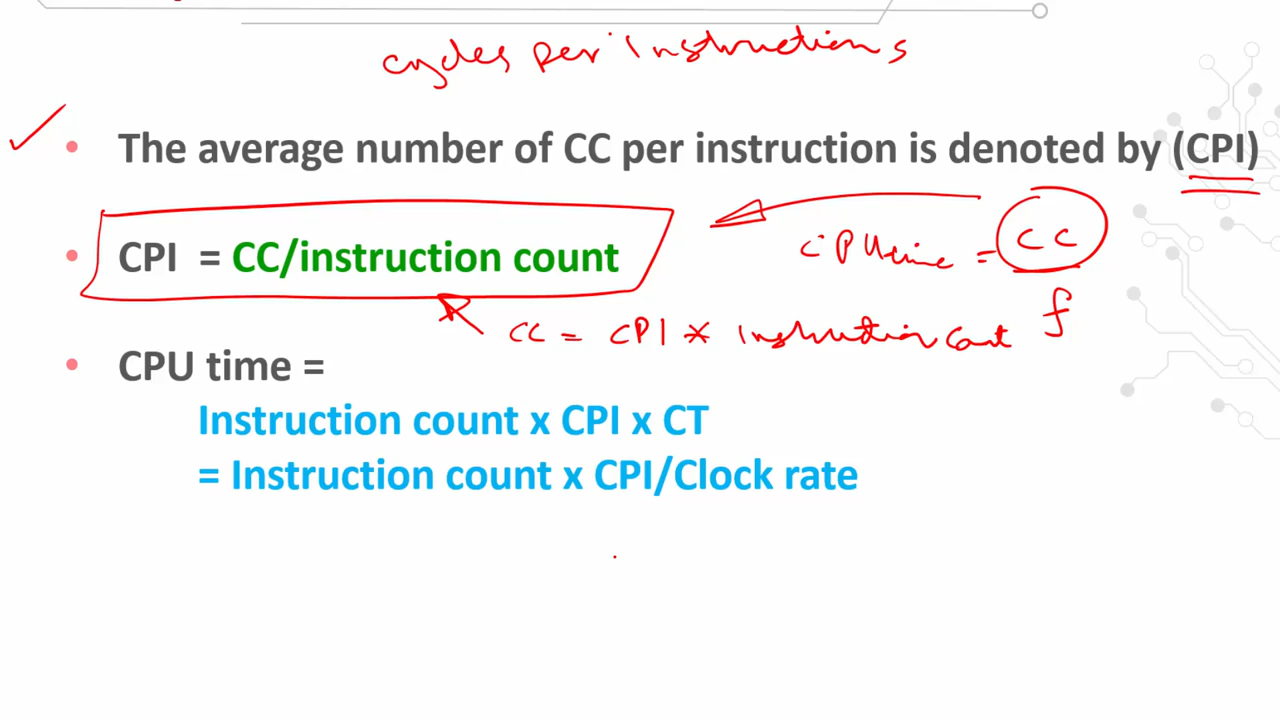 cycles per instructions
• The average number of CC per instruction is denoted by (CPI)
• CPI = CC/instruction count
CPU time = CC
f
CC = CPI * instruction count
• CPU time =
Instruction count x CPI x CT
= Instruction count x CPI/Clock rate